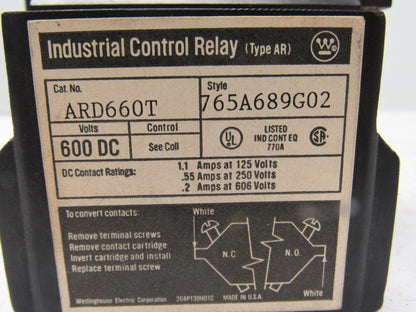 Industrial Control Relay (Type AR)
Cat. No. Style
ARD660T 765A689G02
Volts Control
600 DC See Coil
UL LISTED
IND CONT EQ
770A
DC Contact Ratings: 1.1 Amps at 125 Volts
.55 Amps at 250 Volts
.2 Amps at 606 Volts
To convert contacts:
Remove terminal screws
Remove contact cartridge
Invert cartridge and install
Replace terminal screw
White
N.C
N.O.
White
Westinghouse Electric Corporation 204P139H01C MADE IN U.S.A.